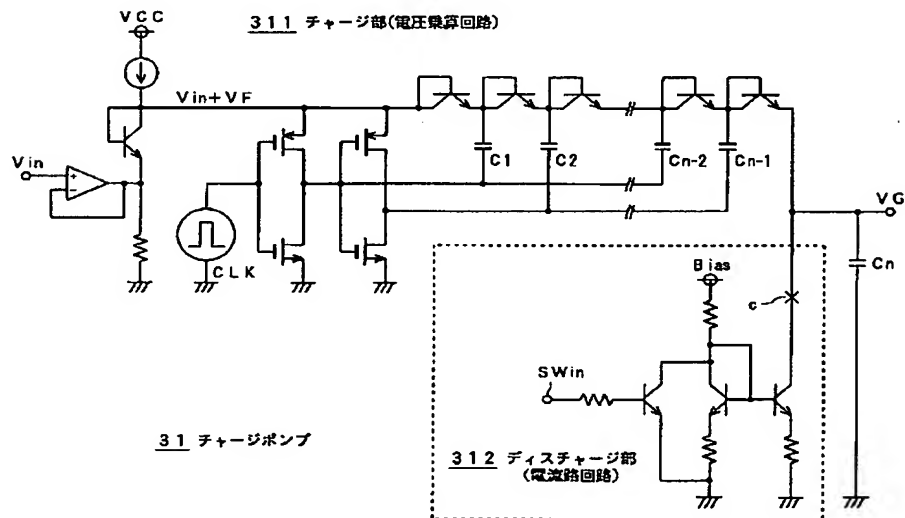 VCC
311 チャージ部(電圧乗算回路)
Vin+VF
Vin
+
-
C1
C2
Cn-2
Cn-1
CLK
VG
Cn
Bias
c
SWin
31 チャージポンプ
312 ディスチャージ部
(電流路回路)